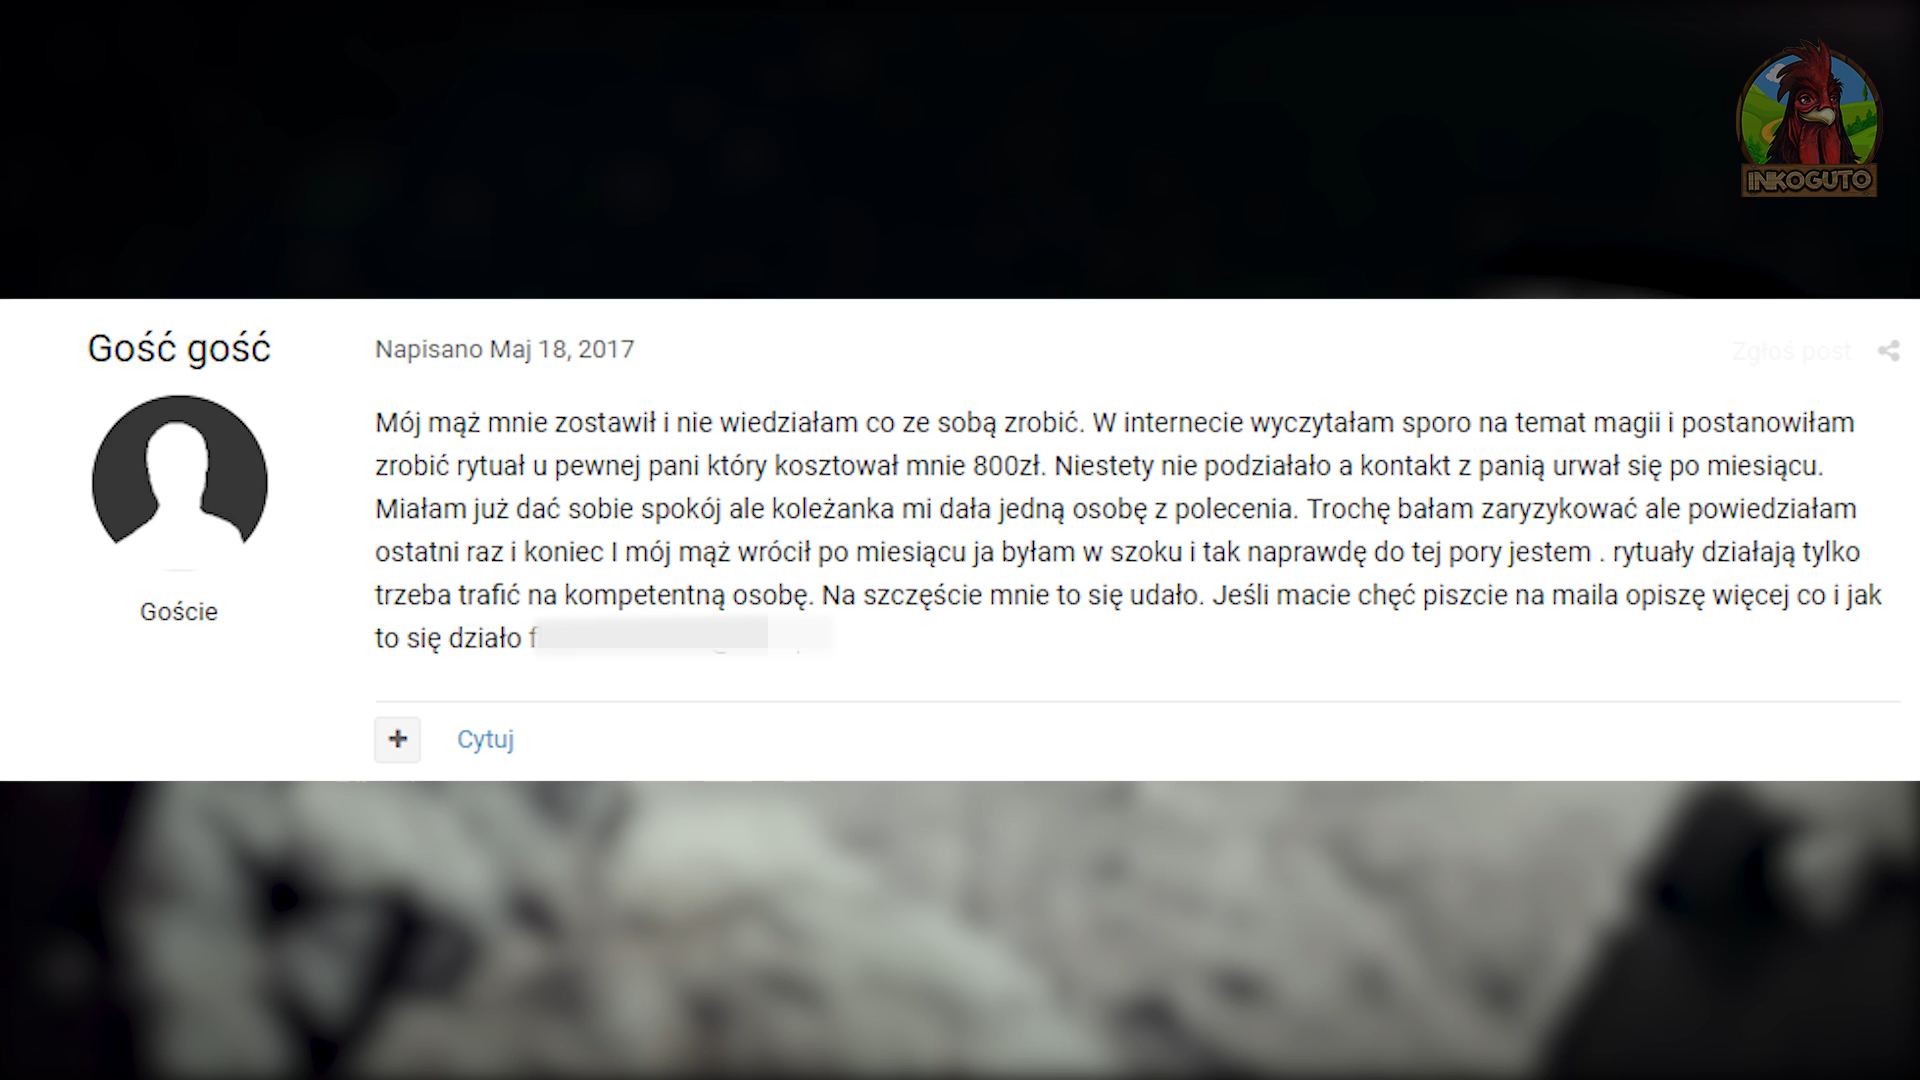 INKOGUTO
Gość gość
Napisano Maj 18, 2017
Zgłoś post
Mój mąż mnie zostawił i nie wiedziałam co ze sobą zrobić. W internecie wyczytałam sporo na temat magii i postanowiłam
zrobić rytuał u pewnej pani który kosztował mnie 800zł. Niestety nie podziałało a kontakt z panią urwał się po miesiącu.
Miałam już dać sobie spokój ale koleżanka mi dała jedną osobę z polecenia. Trochę bałam zaryzykować ale powiedziałam
ostatni raz i koniec I mój mąż wrócił po miesiącu ja byłam w szoku i tak naprawdę do tej pory jestem . rytuały działają tylko
trzeba trafić na kompetentną osobę. Na szczęście mnie to się udało. Jeśli macie chęć piszcie na maila opiszę więcej co i jak
to się działo f
Goście
+ Cytuj